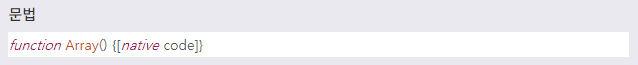 문법
function Array() {[native code]}